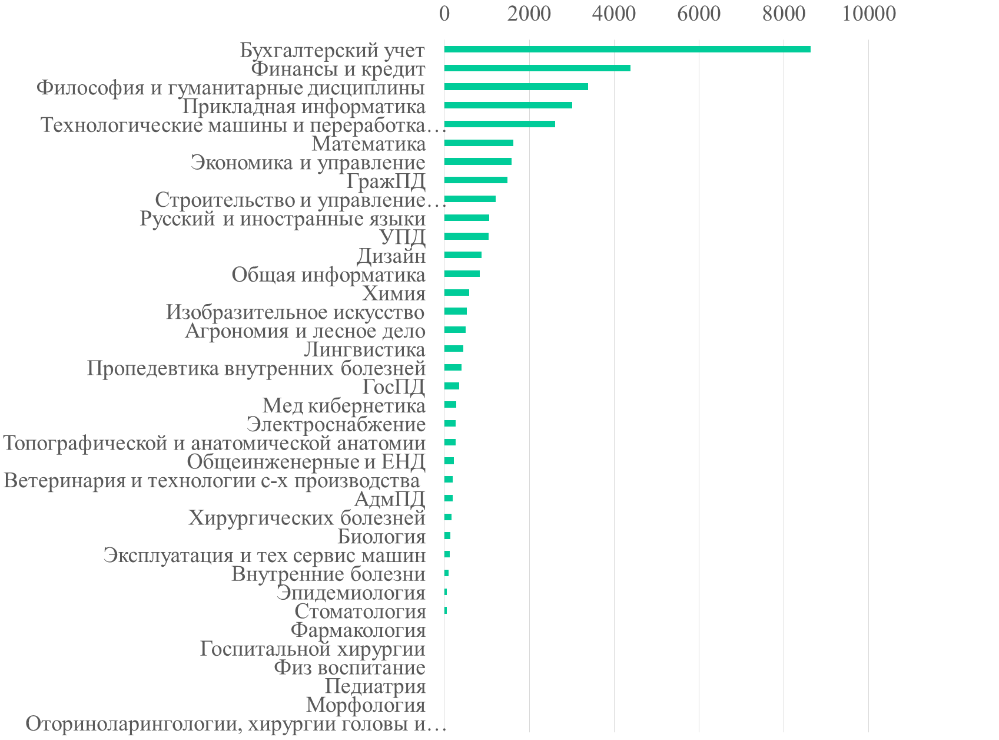 0 2000 4000 6000 8000 10000
Бухгалтерский учет
Финансы и кредит
Философия и гуманитарные дисциплины
Прикладная информатика
Технологические машины и переработка…
Математика
Экономика и управление
ГражПД
Строительство и управление…
Русский и иностранные языки
УПД
Дизайн
Общая информатика
Химия
Изобразительное искусство
Агрономия и лесное дело
Лингвистика
Пропедевтика внутренних болезней
ГосПД
Мед кибернетика
Электроснабжение
Топографической и анатомической анатомии
Общеинженерные и ЕНД
Ветеринария и технологии с-х производства
АдмПД
Хирургических болезней
Биология
Эксплуатация и тех сервис машин
Внутренние болезни
Эпидемиология
Стоматология
Фармакология
Госпитальной хирургии
Физ воспитание
Педиатрия
Морфология
Оториноларингологии, хирургии головы и…